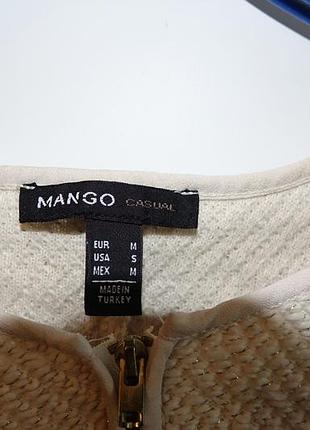 MANGO CASUAL
EUR M
USA S
MEX M
MADE IN
TURKEY